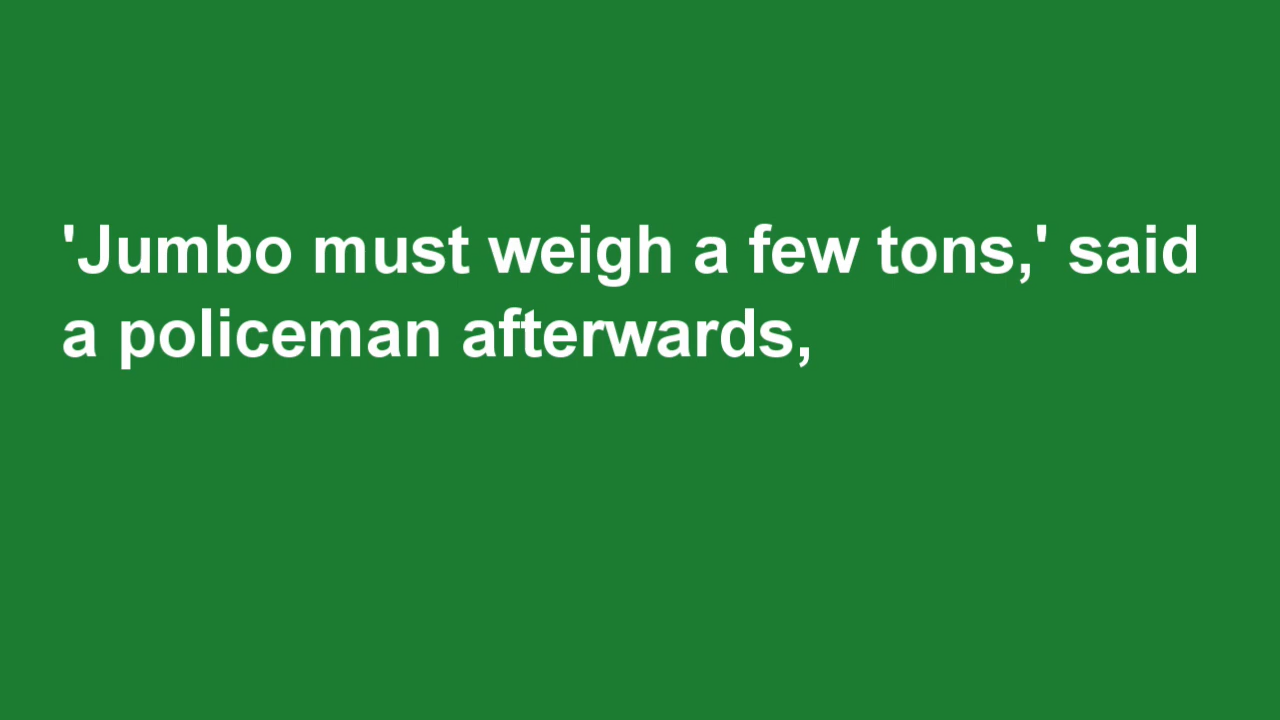 'Jumbo must weigh a few tons,' said
a policeman afterwards,